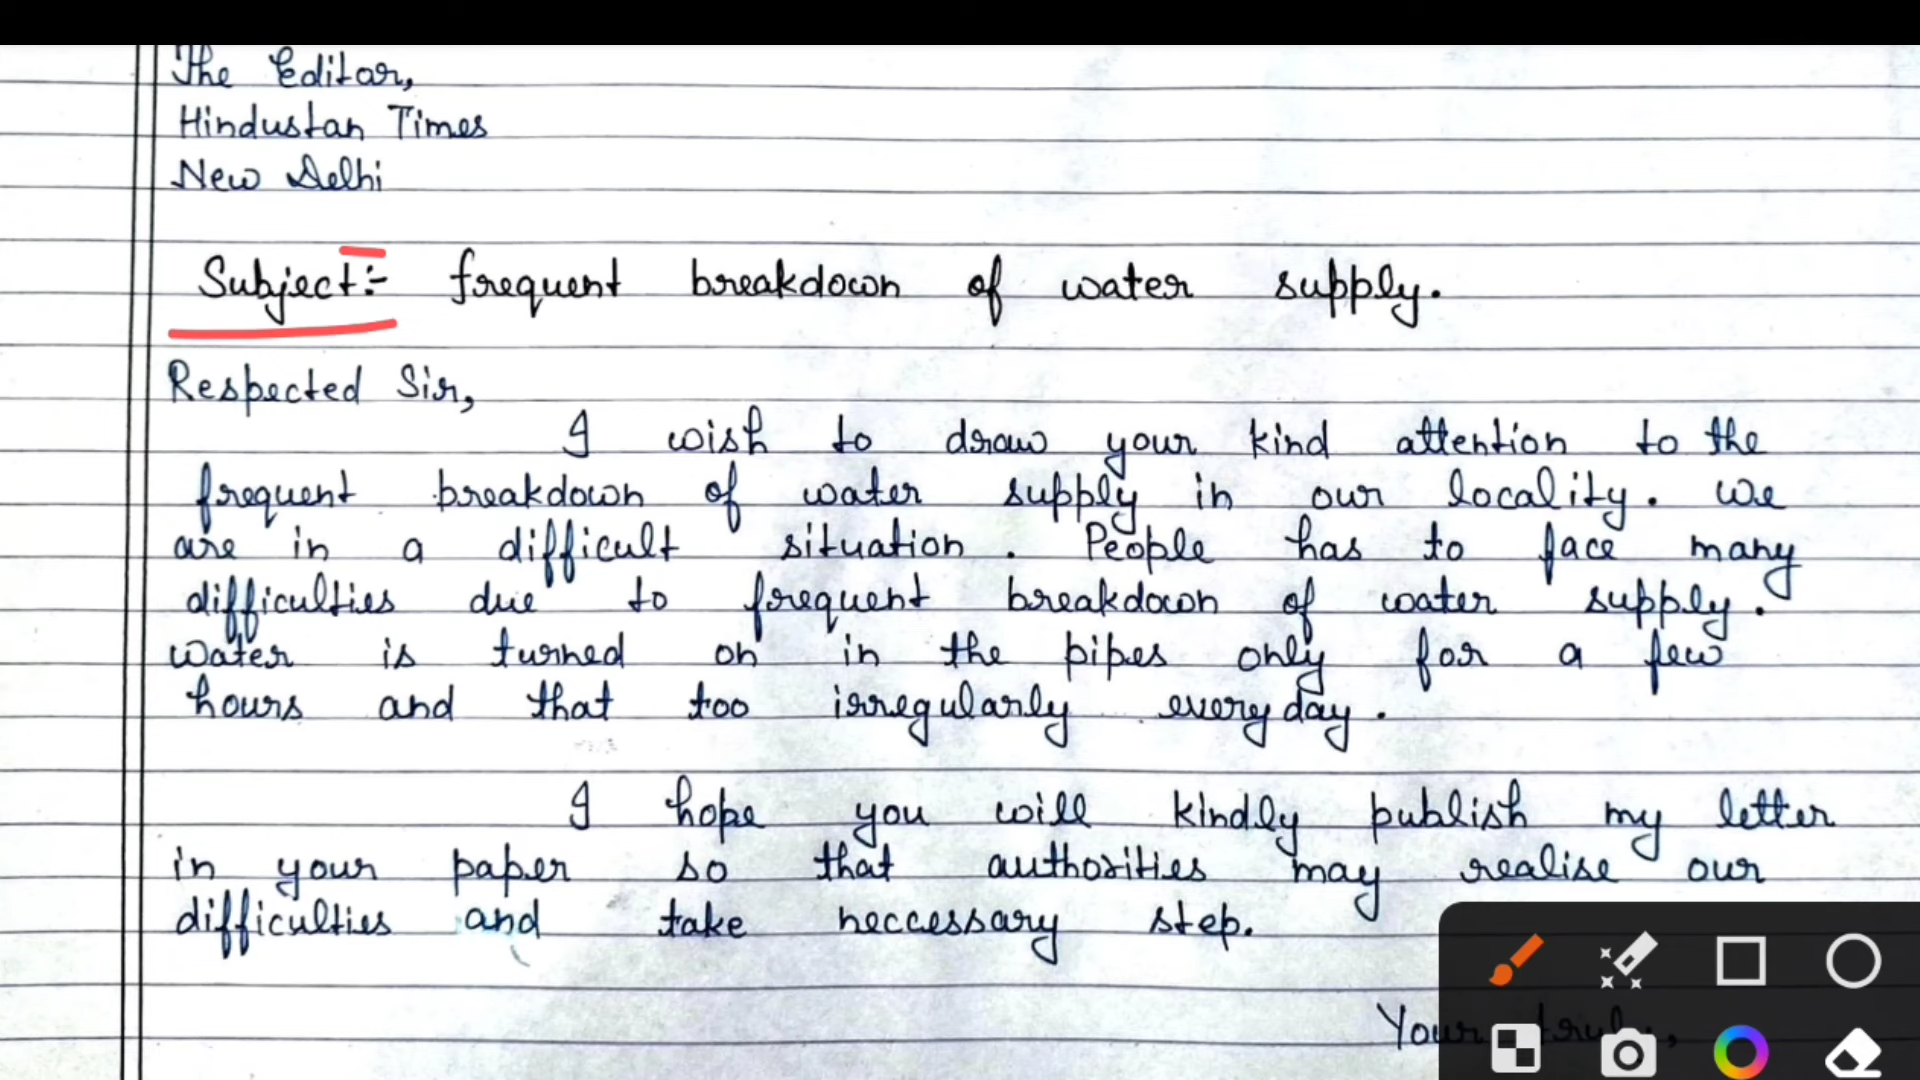 The Editor,
Hindustan Times
New Delhi
Subject:- frequent breakdown of water supply.
Respected Sir,
I wish to draw your kind attention to the
frequent breakdown of water supply in our locality. We
are in a difficult situation. People has to face many
difficulties due to frequent breakdown of water supply.
Water is turned on in the pipes only for a few
hours and that too irregularly everyday.
I hope you will kindly publish my letter
in your paper so that authorities may realise our
difficulties and take neccessary step.
Your truly,